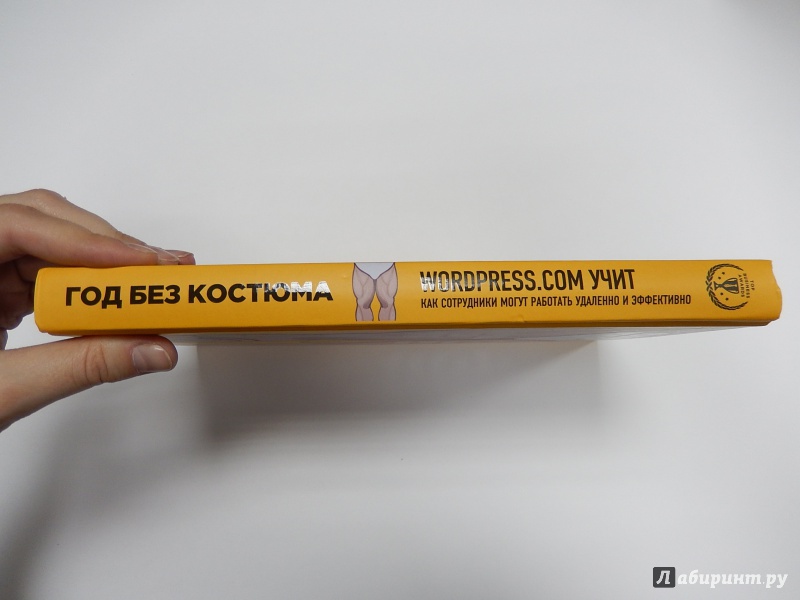 ГОД БЕЗ КОСТЮМА
WORDPRESS.COM УЧИТ
КАК СОТРУДНИКИ МОГУТ РАБОТАТЬ УДАЛЕННО И ЭФФЕКТИВНО
Лабиринт.ру